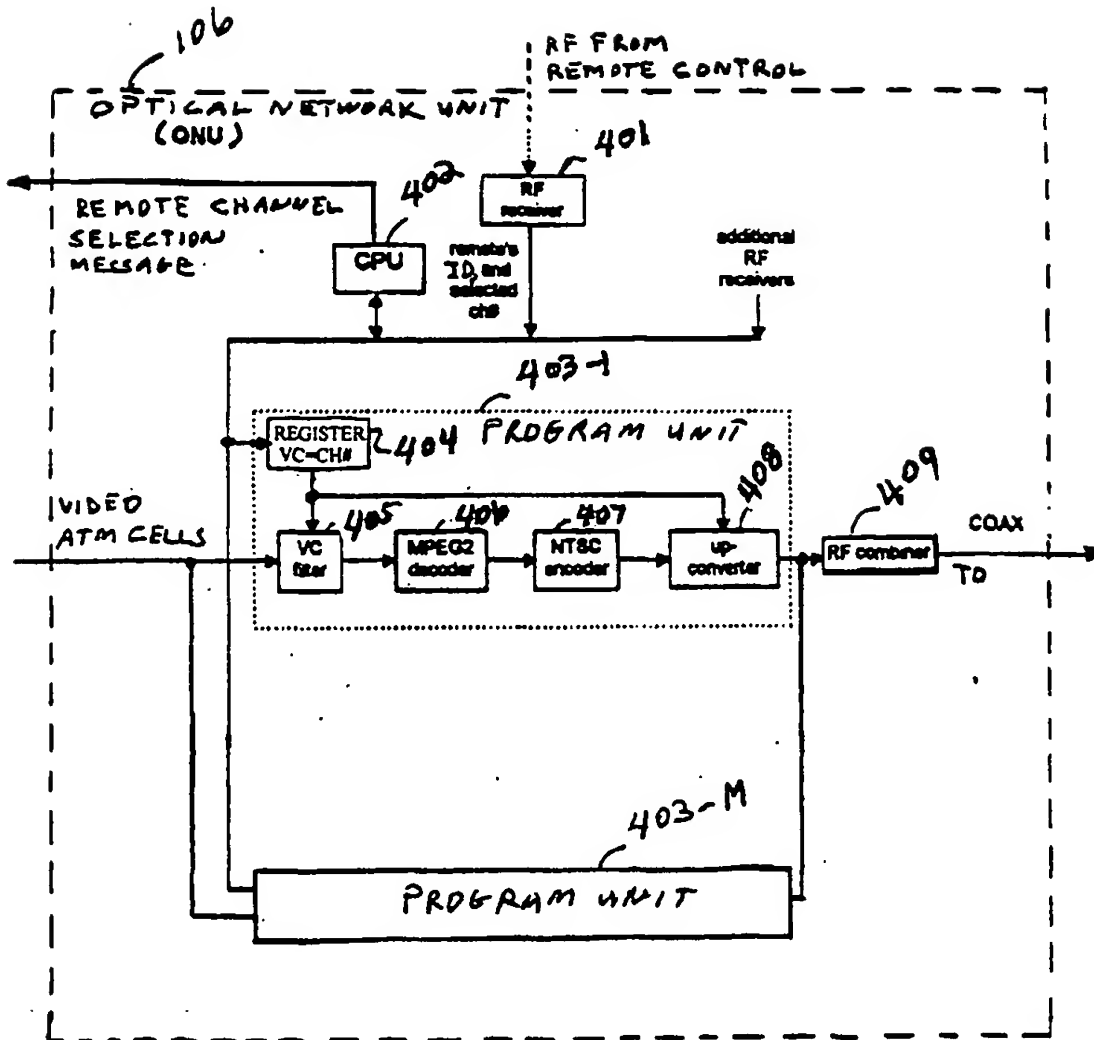 106
RF FROM
REMOTE CONTROL
OPTICAL NETWORK UNIT
(ONU)
401
402
RF
receiver
REMOTE CHANNEL
SELECTION
MESSAGE
CPU
remote's
ID, and
selected
ch#
additional
RF
receivers
403-1
REGISTER
VC=CH#
404
PROGRAM UNIT
408
409
VIDEO
ATM CELLS
405
406
407
VC
filter
MPEG2
decoder
NTSC
encoder
up-
converter
RF combiner
COAX
TO
403-M
PROGRAM UNIT